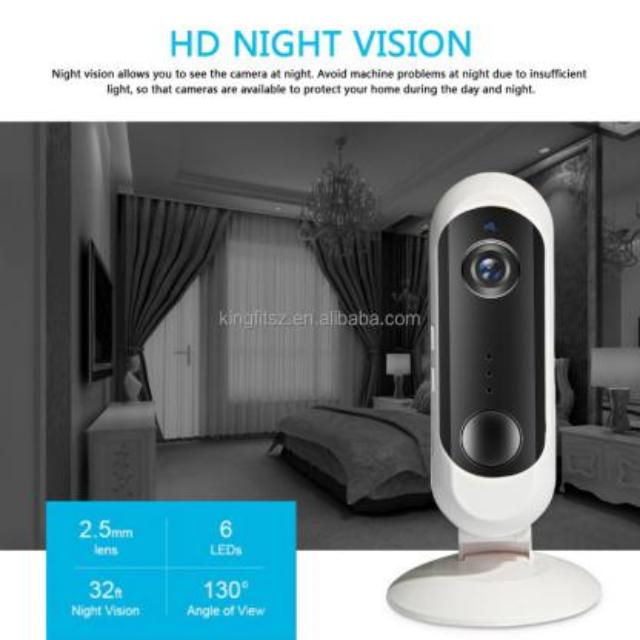 HD NIGHT VISION
Night vision allows you to see the camera at night. Avoid machine problems at night due to insufficient
light, so that cameras are available to protect your home during the day and night.
kingfitsz.en.alibaba.com
2.5mm
lens
6
LEDs
32ft
Night Vision
130°
Angle of View